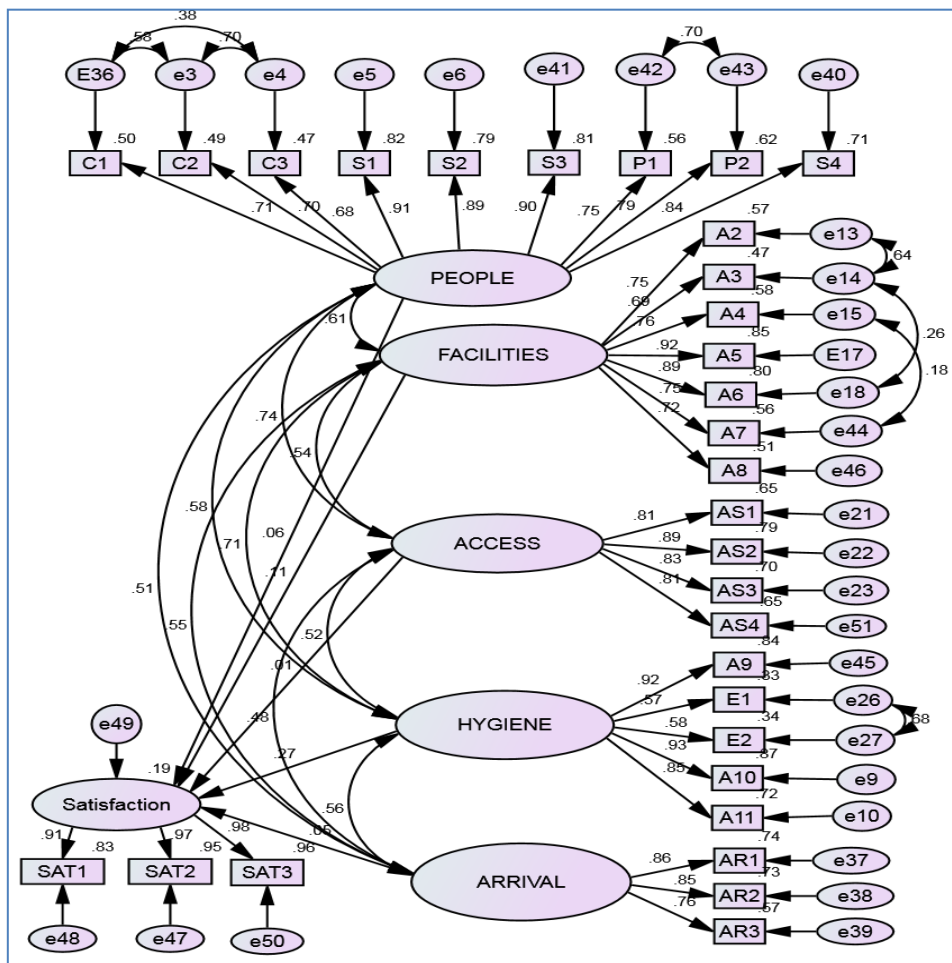 .38
.58 .70 .70
E36 e3 e4 e5 e6 e41 e42 e43 e40
.50 .49 .47 .82 .79 .81 .56 .62 .71
C1 C2 C3 S1 S2 S3 P1 P2 S4
.71 .70 .68 .91 .89 .90 .75 .79 .84
.57
A2 e13
.47 .64
PEOPLE .75 A3 e14
.69 .58
.61 .76 A4 e15
.85 .26
FACILITIES .92 A5 E17
.89 .80 .18
.75 A6 e18
.74 .72 .56
A7 e44
.54 .51
A8 e46
.65
.58 .06 .81 AS1 e21
.71 ACCESS .89 .79
.11 .83 AS2 e22
.51 .81 .70
AS3 e23
.55 .52 .65
AS4 e51
.01 .84
.92 A9 e45
.48 .57 .83
e49 HYGIENE E1 e26
.58 .34 .68
.27 .93 E2 e27
.19 .85 .87
Satisfaction A10 e9
.56 .72
.91 .97 .98 .05 A11 e10
.83 .95 .96 .74
SAT1 SAT2 SAT3 .86 AR1 e37
ARRIVAL .85 .73
.76 AR2 e38
.57
e48 e47 e50 AR3 e39